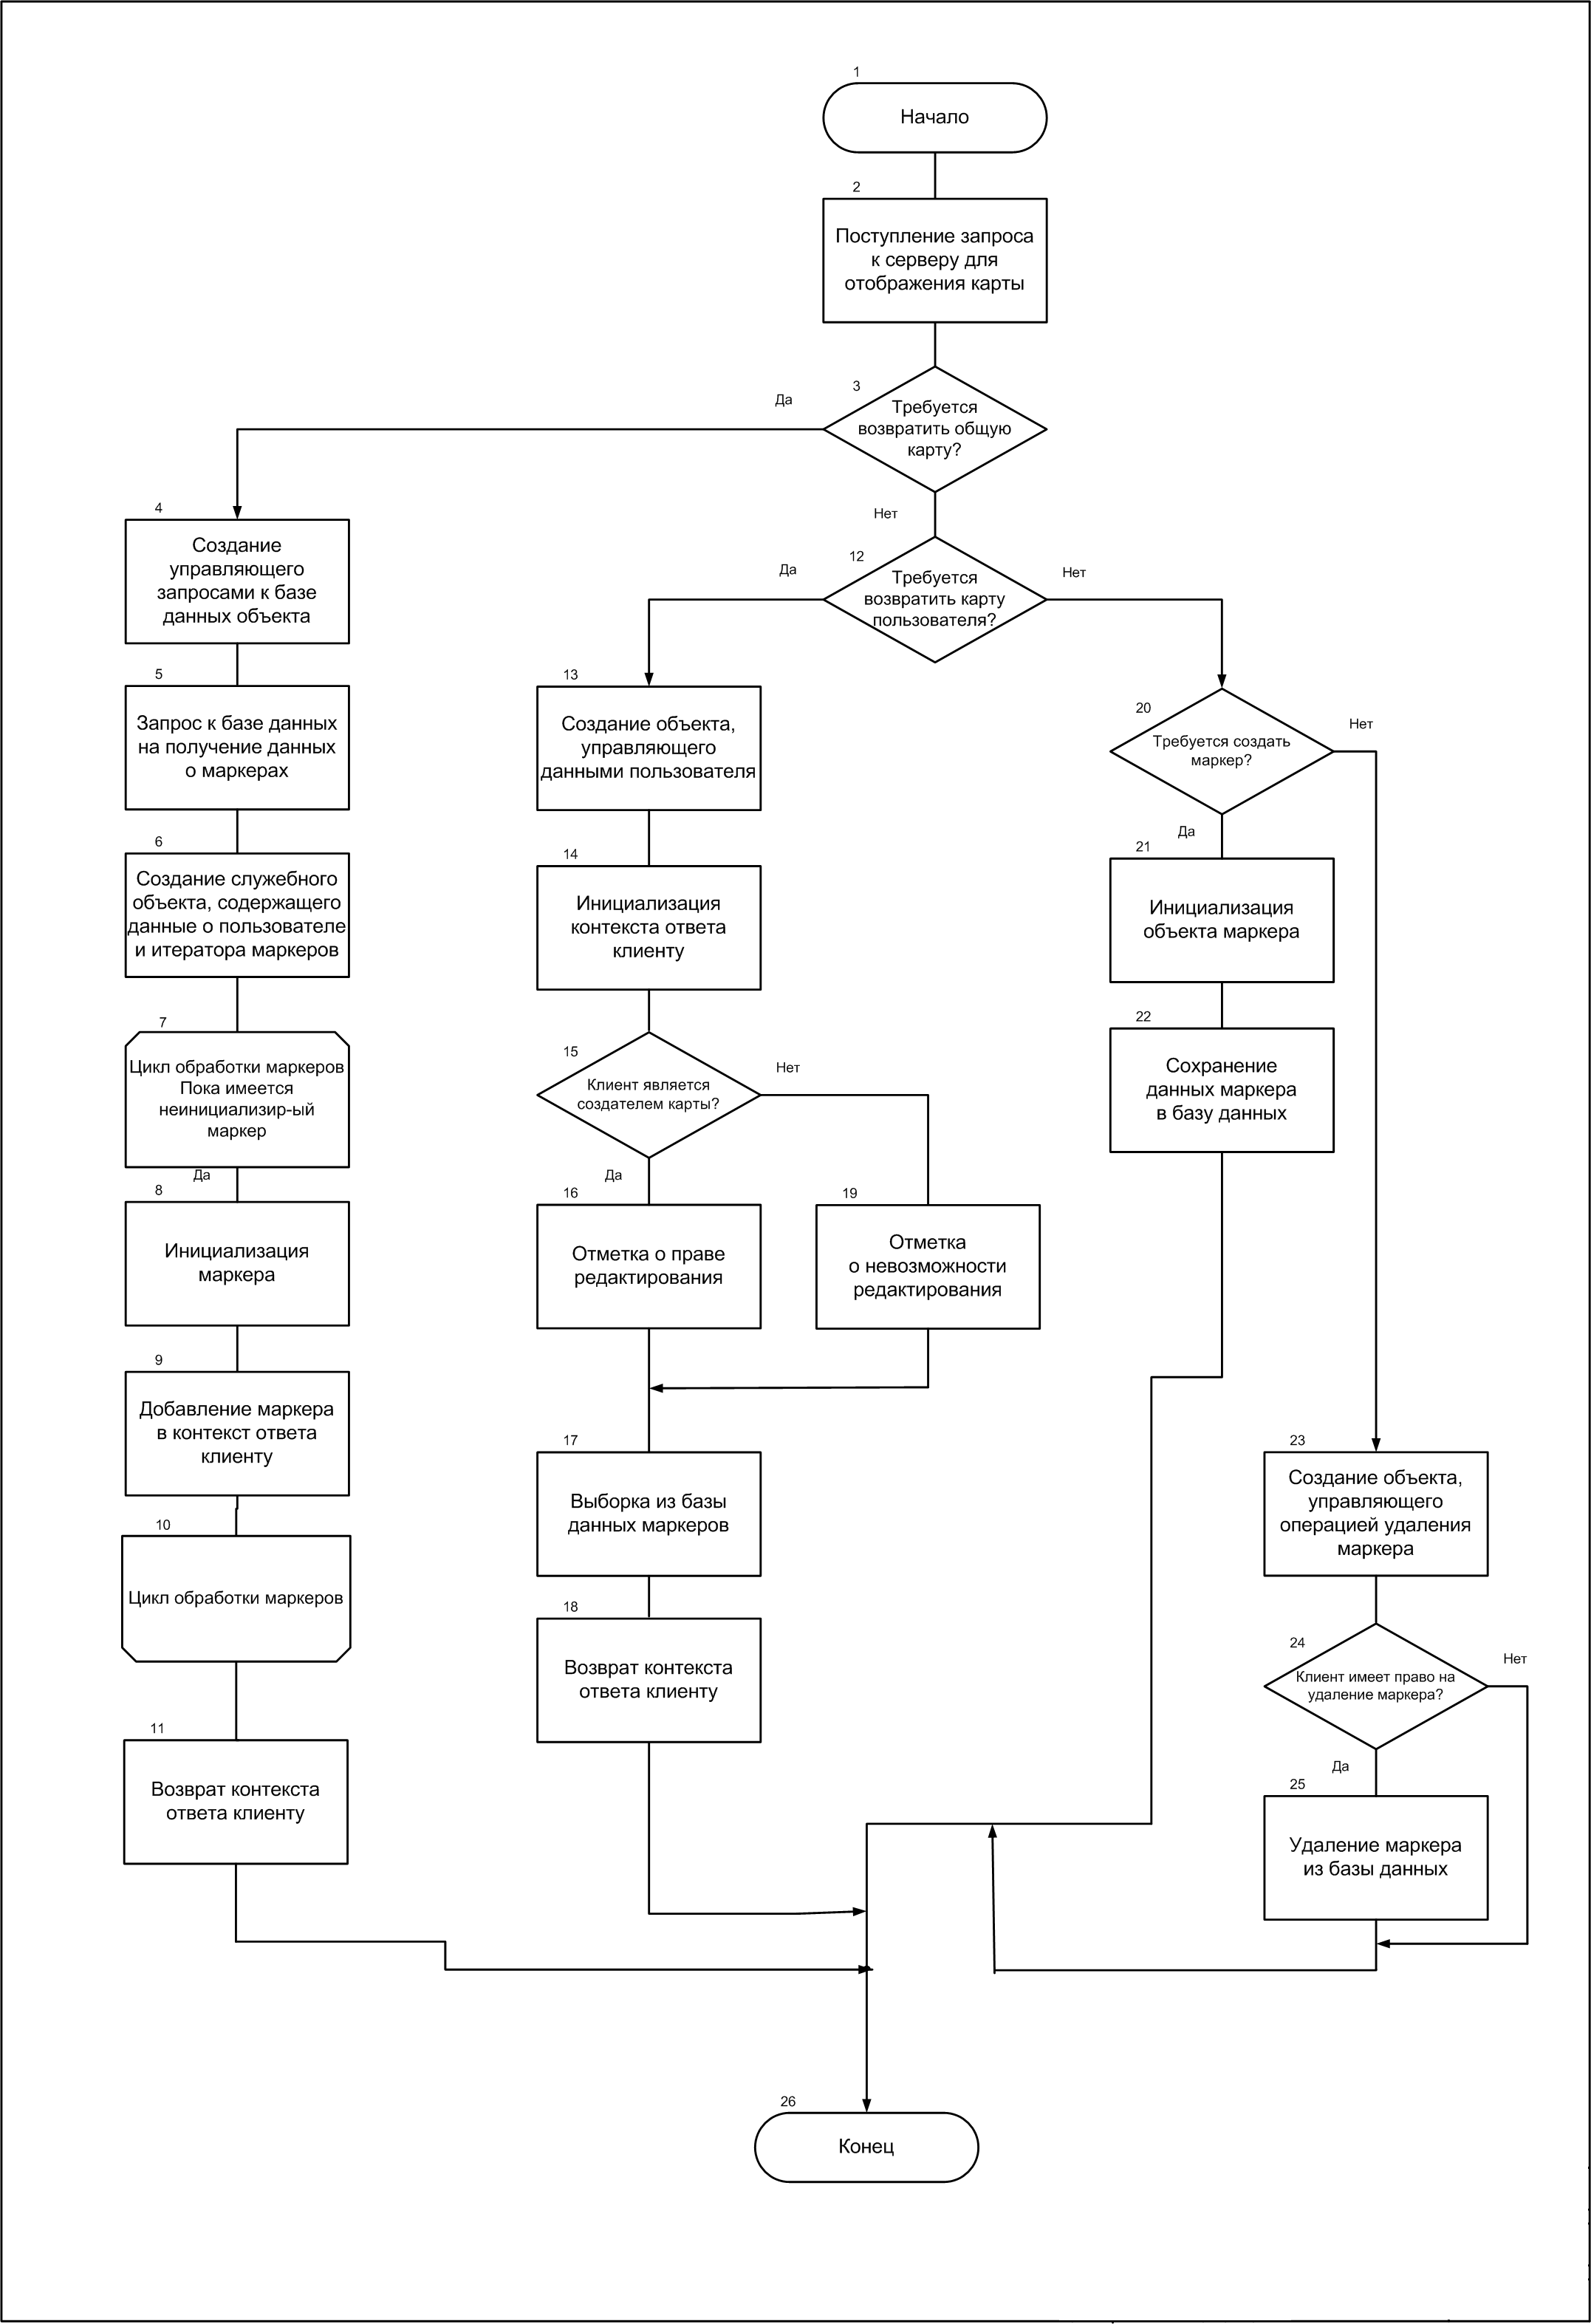 1
Начало
2
Поступление запроса
к серверу для
отображения карты
3
Да
Требуется
возвратить общую
карту?
Нет
4
Создание
управляющего
запросами к базе
данных объекта
5
Запрос к базе данных
на получение данных
о маркерах
6
Создание служебного
объекта, содержащего
данные о пользователе
и итератора маркеров
7
Цикл обработки маркеров
Пока имеется
неинициализир-ый
маркер
Да
8
Инициализация
маркера
9
Добавление маркера
в контекст ответа
клиенту
10
Цикл обработки маркеров
11
Возврат контекста
ответа клиенту
12
Да
Требуется
возвратить карту
пользователя?
Нет
13
Создание объекта,
управляющего
данными пользователя
14
Инициализация
контекста ответа
клиенту
15
Клиент является
создателем карты?
Нет
Да
16
Отметка о праве
редактирования
19
Отметка
о невозможности
редактирования
17
Выборка из базы
данных маркеров
18
Возврат контекста
ответа клиенту
20
Требуется создать
маркер?
Нет
Да
21
Инициализация
объекта маркера
22
Сохранение
данных маркера
в базу данных
23
Создание объекта,
управляющего
операцией удаления
маркера
24
Клиент имеет право на
удаление маркера?
Нет
Да
25
Удаление маркера
из базы данных
26
Конец